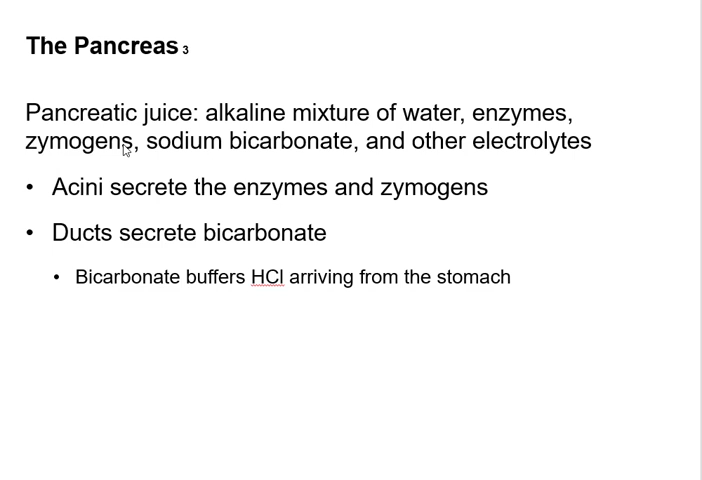 The Pancreas 3
Pancreatic juice: alkaline mixture of water, enzymes,
zymogens, sodium bicarbonate, and other electrolytes
• Acini secrete the enzymes and zymogens
• Ducts secrete bicarbonate
• Bicarbonate buffers HCl arriving from the stomach